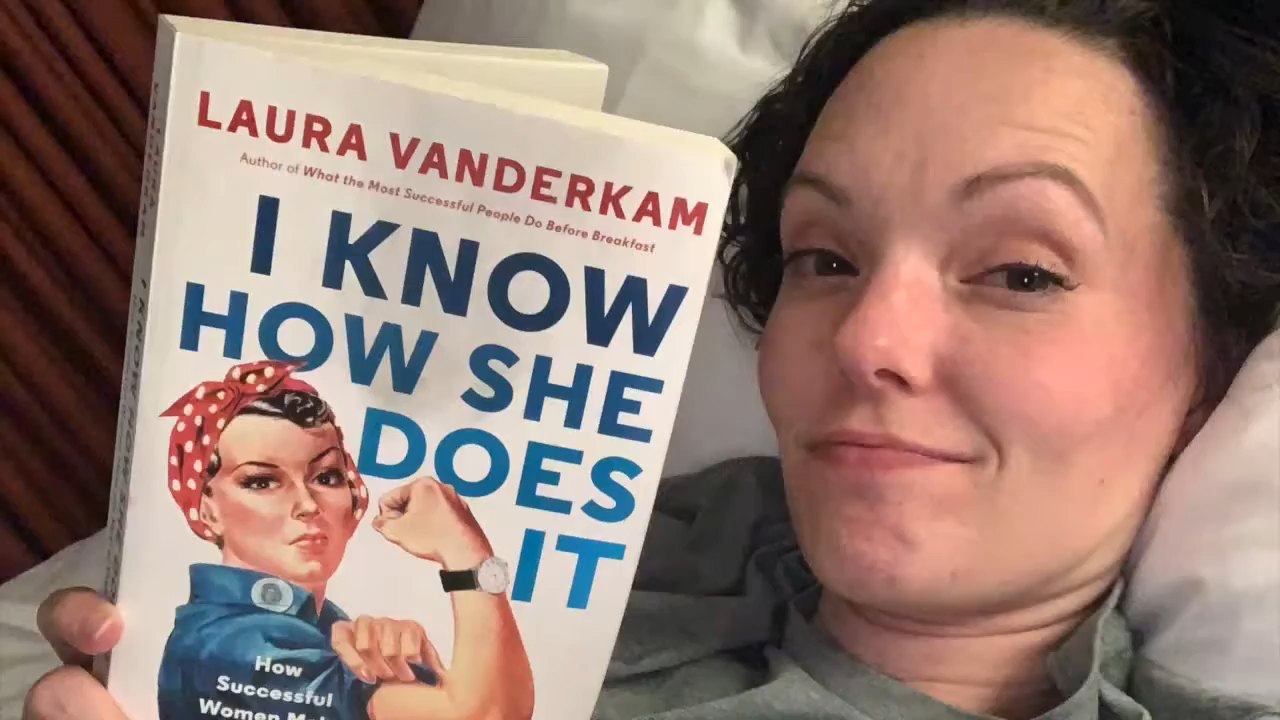 LAURA VANDERKAM
Author of What the Most Successful People Do Before Breakfast
I KNOW
HOW SHE
DOES
IT
How
Successful
Women